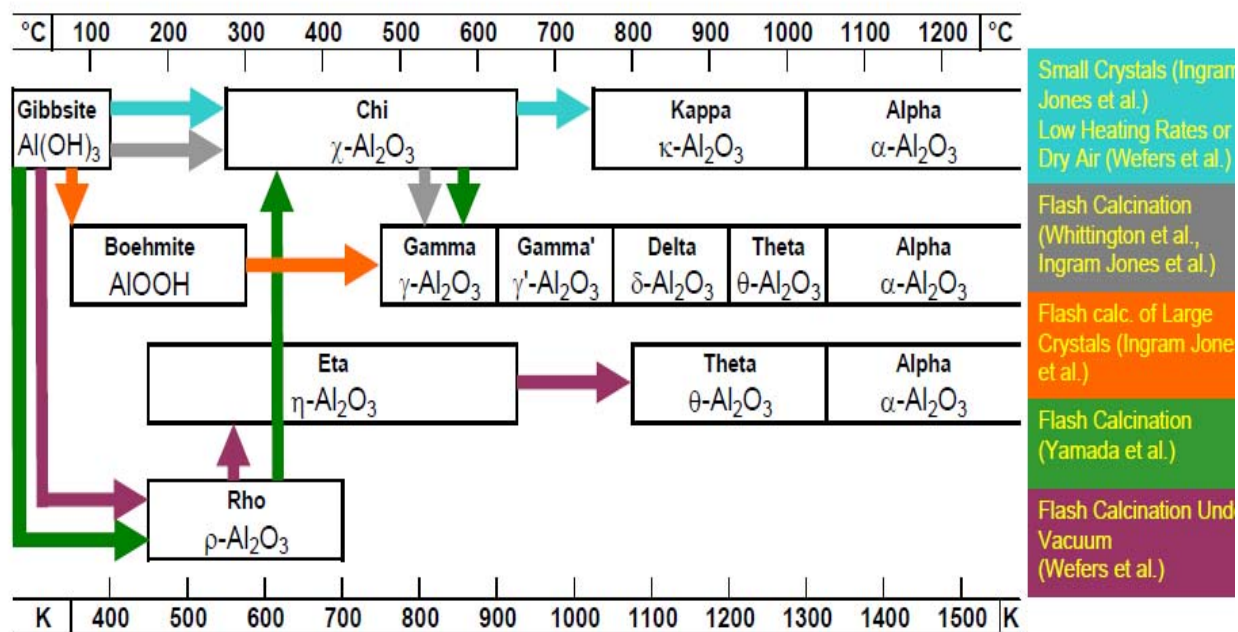 °C 100 200 300 400 500 600 700 800 900 1000 1100 1200 °C
Gibbsite
Al(OH)₃
Chi
χ-Al₂O₃
Kappa
κ-Al₂O₃
Alpha
α-Al₂O₃
Boehmite
AlOOH
Gamma
γ-Al₂O₃
Gamma'
γ'-Al₂O₃
Delta
δ-Al₂O₃
Theta
θ-Al₂O₃
Alpha
α-Al₂O₃
Eta
η-Al₂O₃
Theta
θ-Al₂O₃
Alpha
α-Al₂O₃
Rho
ρ-Al₂O₃
K 400 500 600 700 800 900 1000 1100 1200 1300 1400 1500 K
Small Crystals (Ingram
Jones et al.)
Low Heating Rates or
Dry Air (Wefers et al.)
Flash Calcination
(Whittington et al.,
Ingram Jones et al.)
Flash calc. of Large
Crystals (Ingram Jones
et al.)
Flash Calcination
(Yamada et al.)
Flash Calcination Unde
Vacuum
(Wefers et al.)